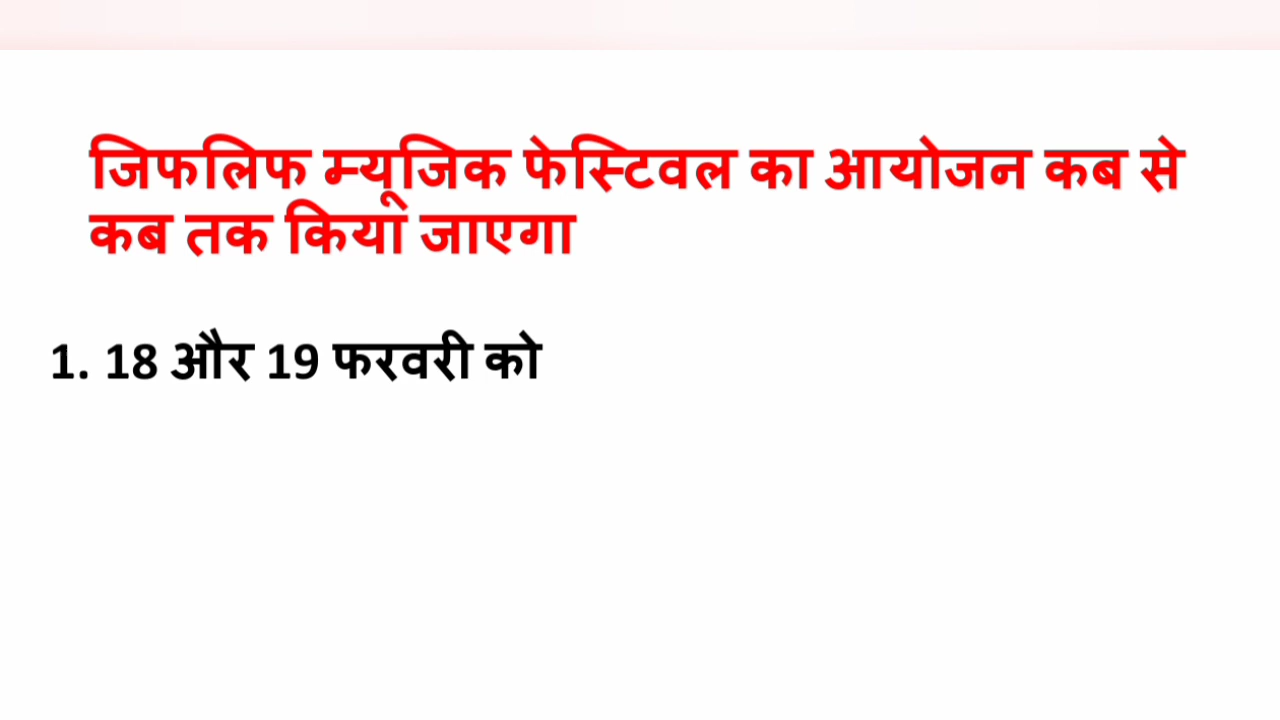 जिफलिफ म्यूजिक फेस्टिवल का आयोजन कब से
कब तक किया जाएगा
1. 18 और 19 फरवरी को